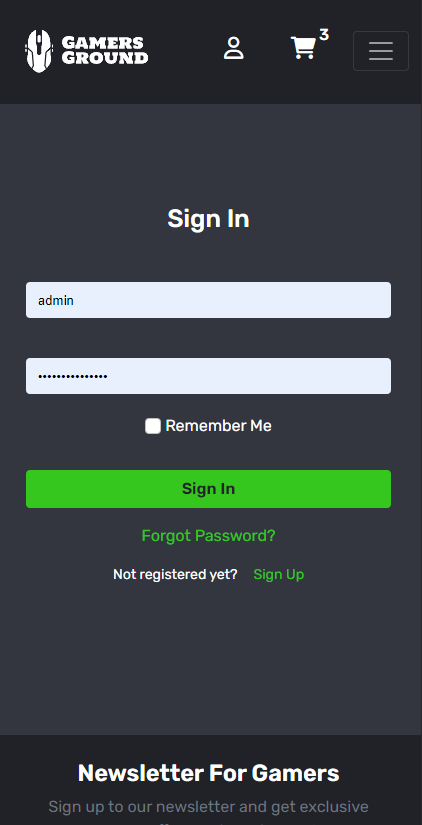 GAMERS
GROUND
3
Sign In
admin
•••••••••••••••
Remember Me
Sign In
Forgot Password?
Not registered yet? Sign Up
Newsletter For Gamers
Sign up to our newsletter and get exclusive